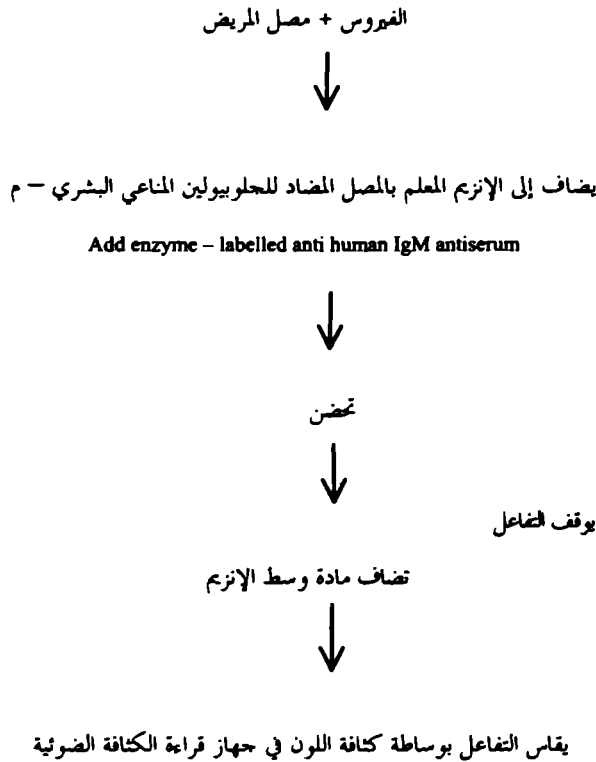 الفيروس + مصل المريض
يضاف إلى الإنزيم المعلم بالمصل المضاد للجلوبيولين المناعي البشري – م
Add enzyme – labelled anti human IgM antiserum
تحضن
يوقف التفاعل
تضاف مادة وسط الإنزيم
يقاس التفاعل بوساطة كثافة اللون في جهاز قراءة الكثافة الضوئية